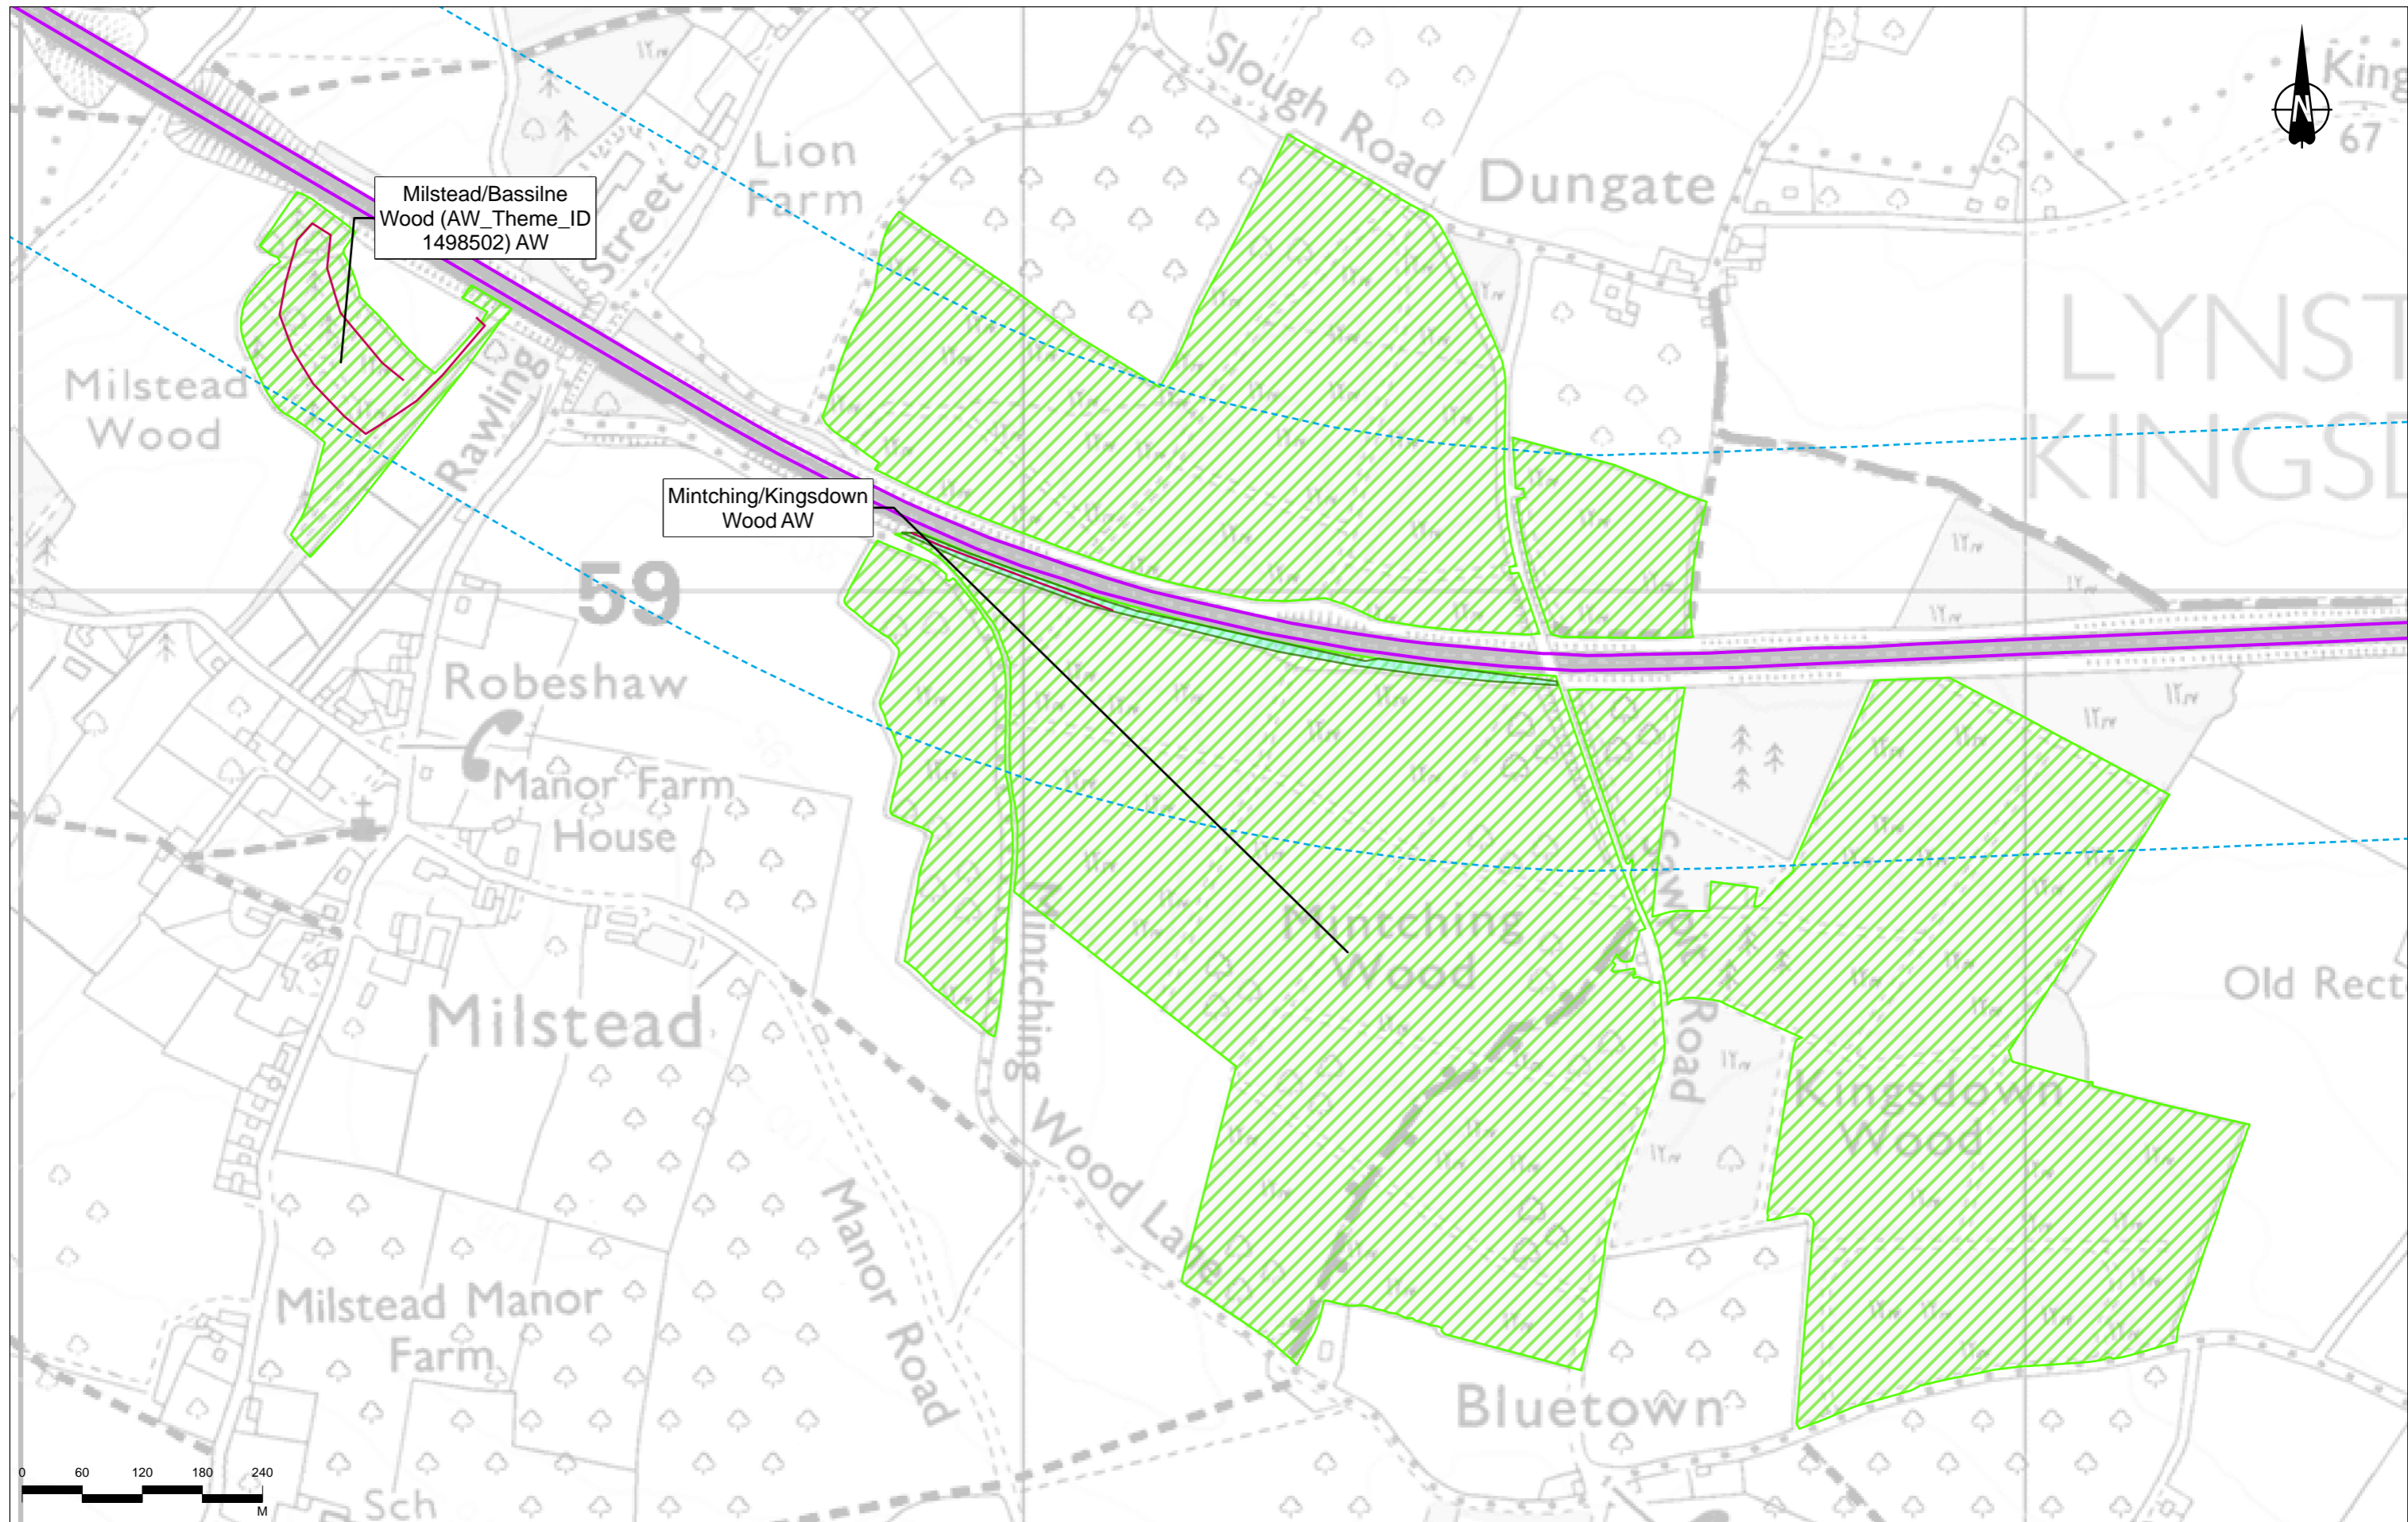 Slough Road
King
67
N
Lion
Farm
Dungate
Milstead/Bassilne
Wood (AW_Theme_ID
1498502) AW
Street
LYNST
KINGSD
Milstead
Wood
Rawling
Mintching/Kingsdown
Wood AW
59
Robeshaw
95
Manor Farm
House
Mintching
Wood
Road
Old Rect
Milstead
Mintching
Wood Lane
Kingsdown
Wood
Manor Road
Milstead Manor
Farm
Bluetown
0 60 120 180 240
M
Sch